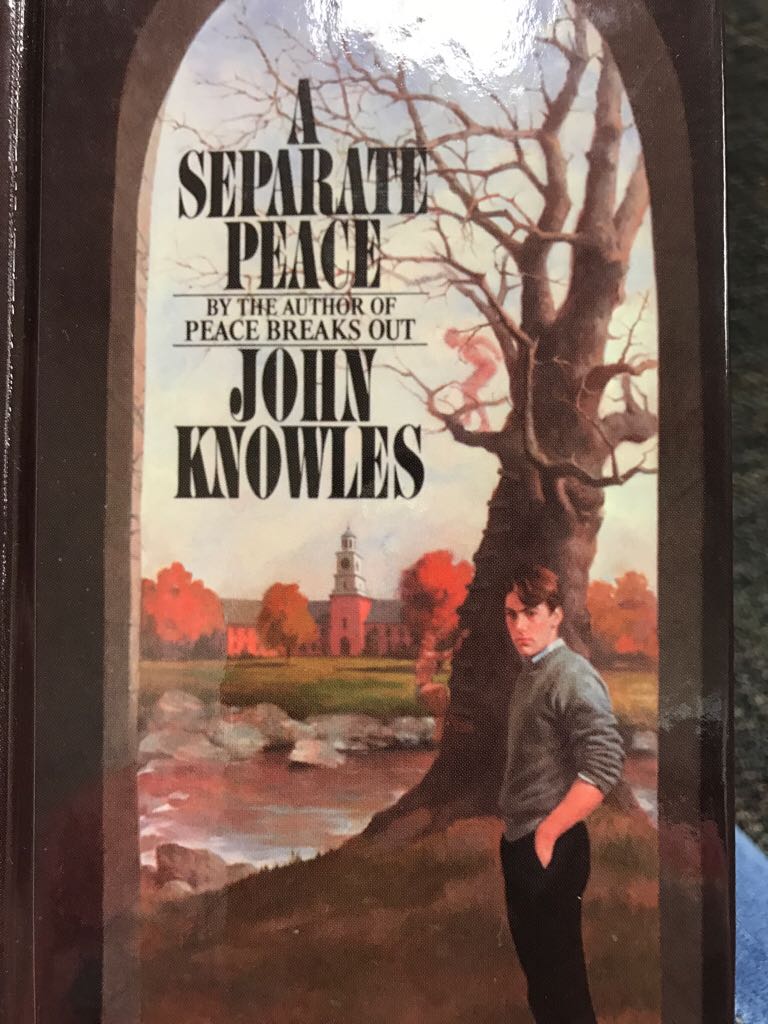 A
SEPARATE
PEACE
BY THE AUTHOR OF
PEACE BREAKS OUT
JOHN
KNOWLES